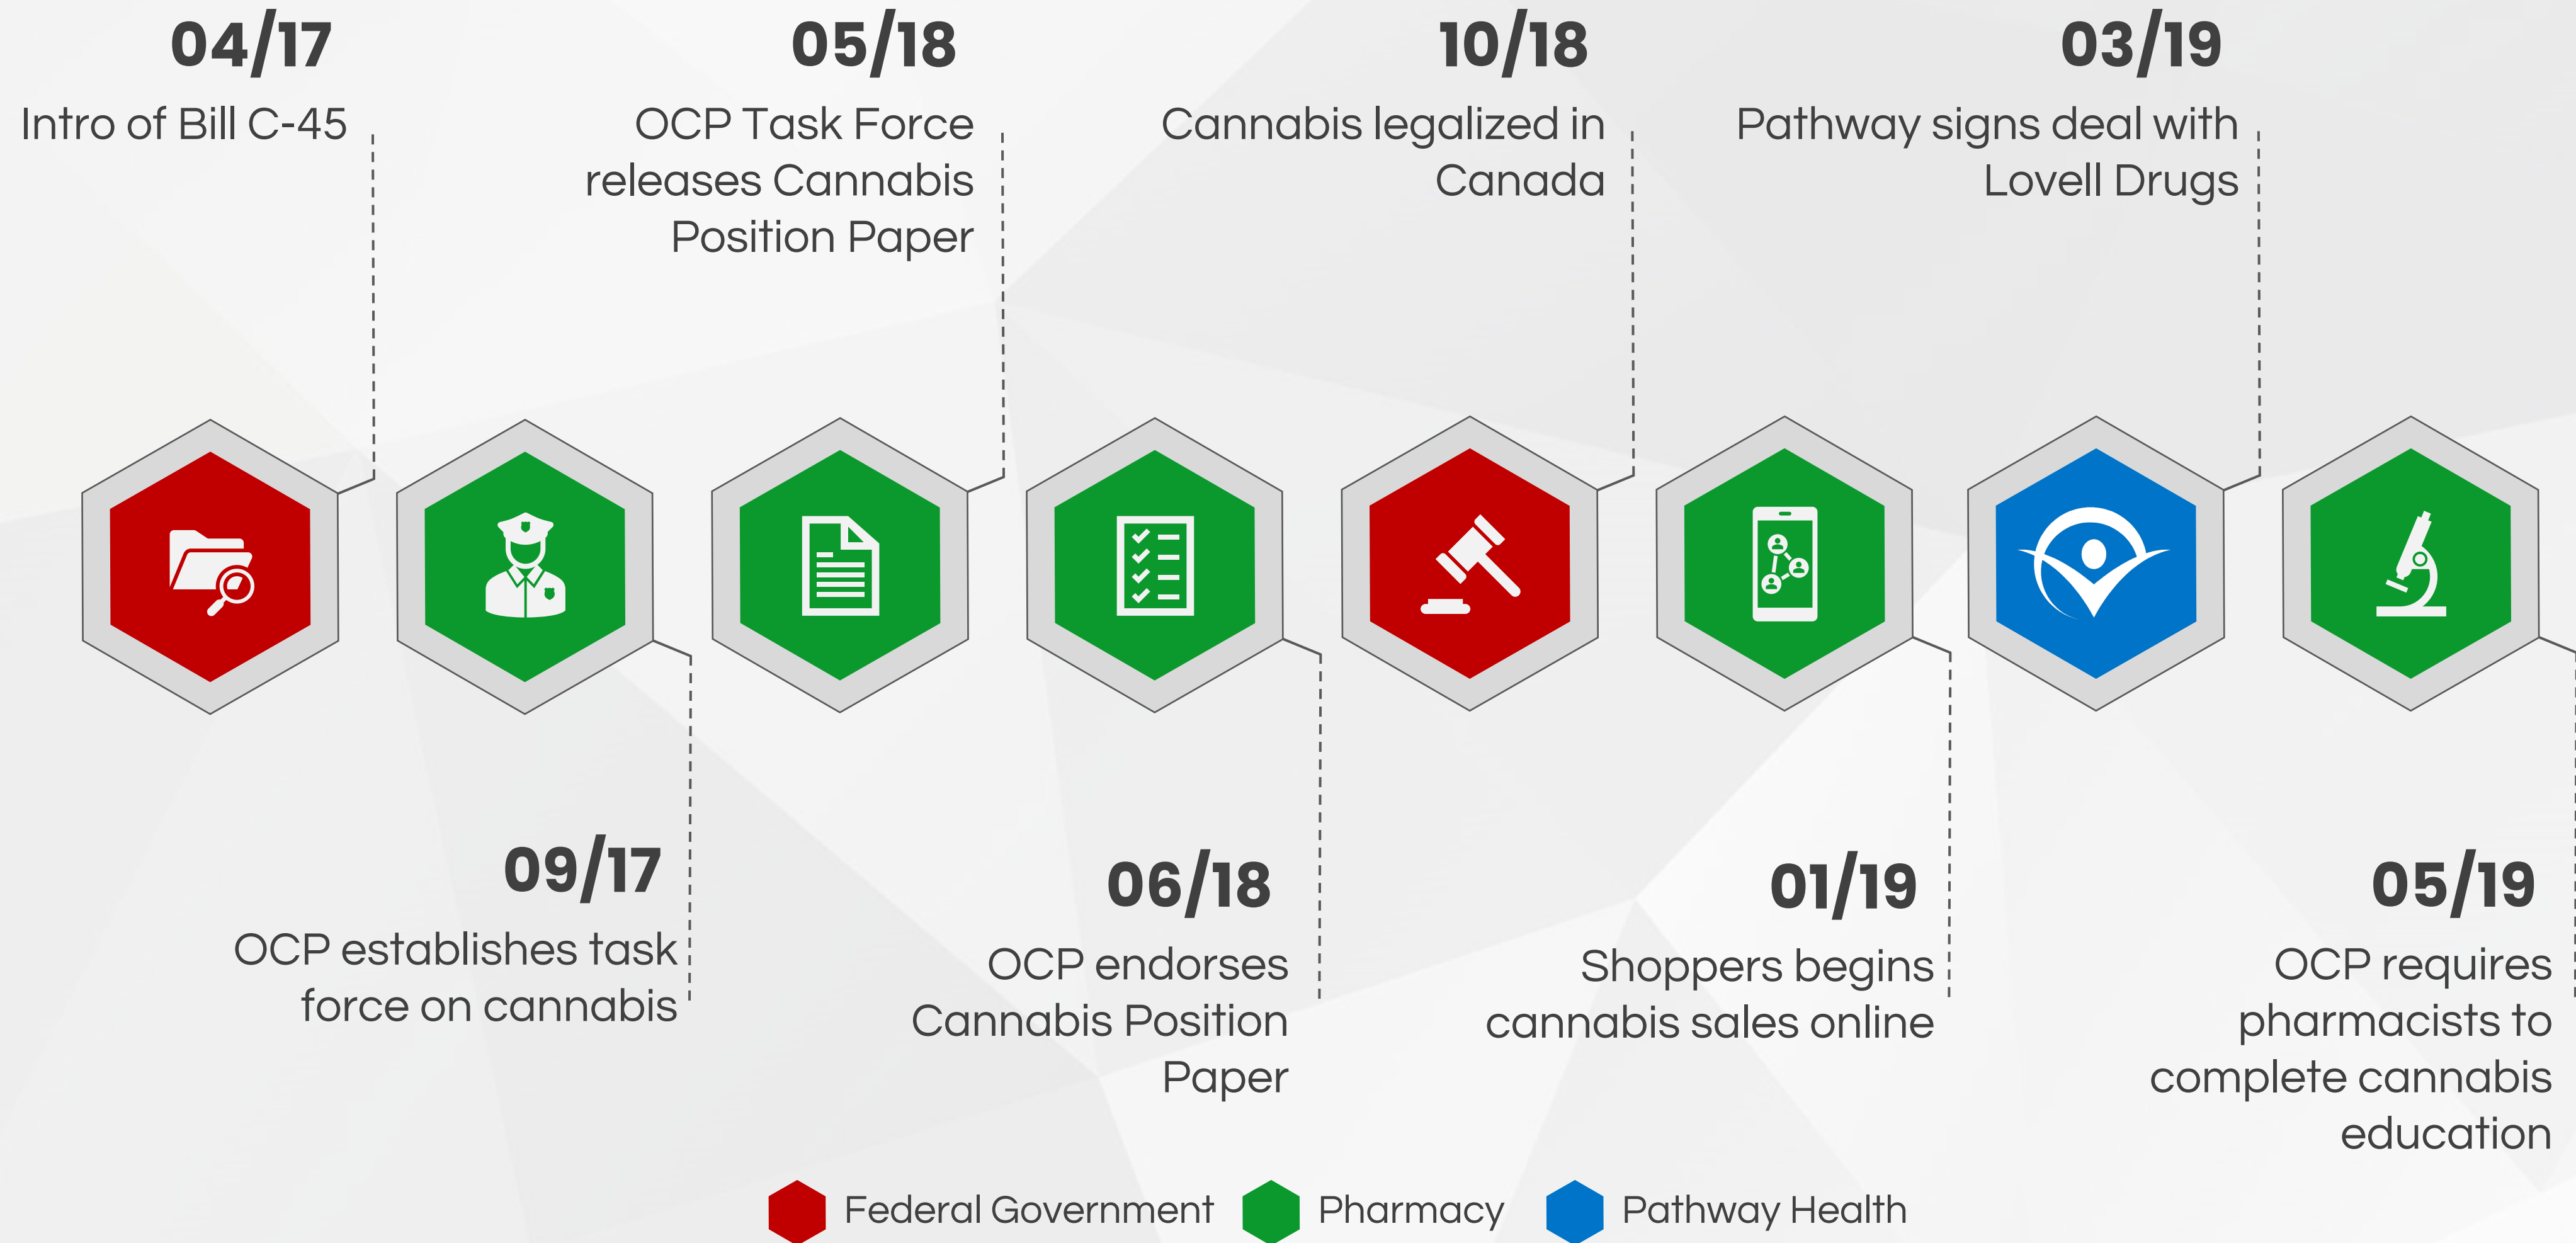 04/17
Intro of Bill C-45
05/18
OCP Task Force
releases Cannabis
Position Paper
10/18
Cannabis legalized in
Canada
03/19
Pathway signs deal with
Lovell Drugs
09/17
OCP establishes task
force on cannabis
06/18
OCP endorses
Cannabis Position
Paper
01/19
Shoppers begins
cannabis sales online
05/19
OCP requires
pharmacists to
complete cannabis
education
Federal Government
Pharmacy
Pathway Health